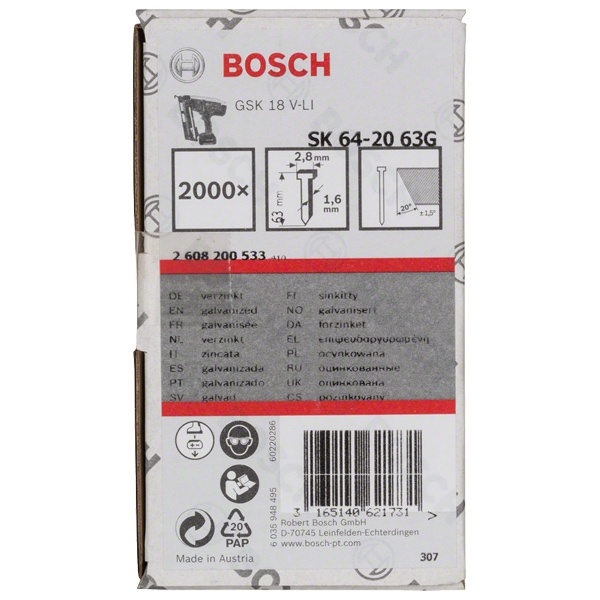 BOSCH
GSK 18 V-LI
SK 64-20 63G
2000×
2,8 mm
63 mm
1,6 mm
20°
± 1,5°
2 608 200 533
DE verzinkt
EN galvanized
FR galvanisée
NL verzinkt
IT zincata
ES galvanizada
PT galvanizado
SV galvad
FI sinkitty
NO galvanisert
DA forzinket
EL επιψευδαργυρωμένη
PL ocynkowana
RU оцинкованные
UK оцинкована
CS pozinkovaný
60220286
6 035 948 495
20
PAP
Made in Austria
3 165140 621731 >
Robert Bosch GmbH
D-70745 Leinfelden-Echterdingen
www.bosch-pt.com
307